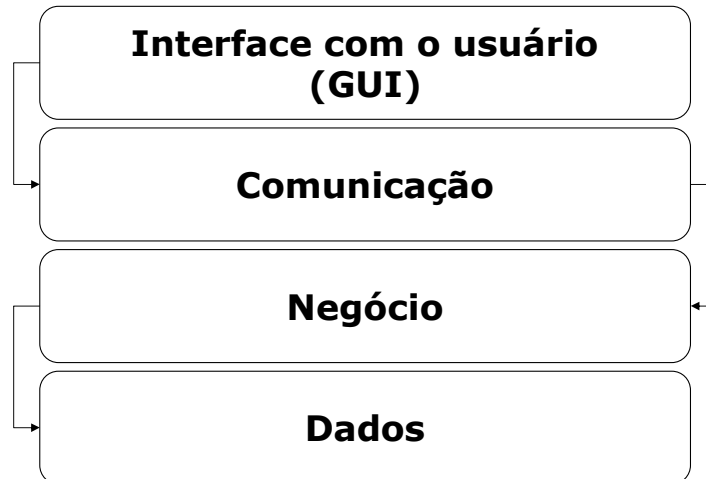 Interface com o usuário
(GUI)
Comunicação
Negócio
Dados